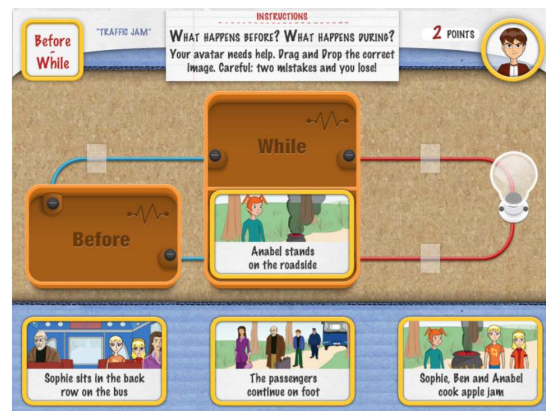 INSTRUCTIONS
Before
-
While
"TRAFFIC JAM"
WHAT HAPPENS BEFORE? WHAT HAPPENS DURING?
Your avatar needs help. Drag and Drop the correct
image. Careful: two mistakes and you lose!
2 POINTS
While
Before
Anabel stands
on the roadside
Sophie sits in the back
row on the bus
The passengers
continue on foot
Sophie, Ben and Anabel
cook apple jam